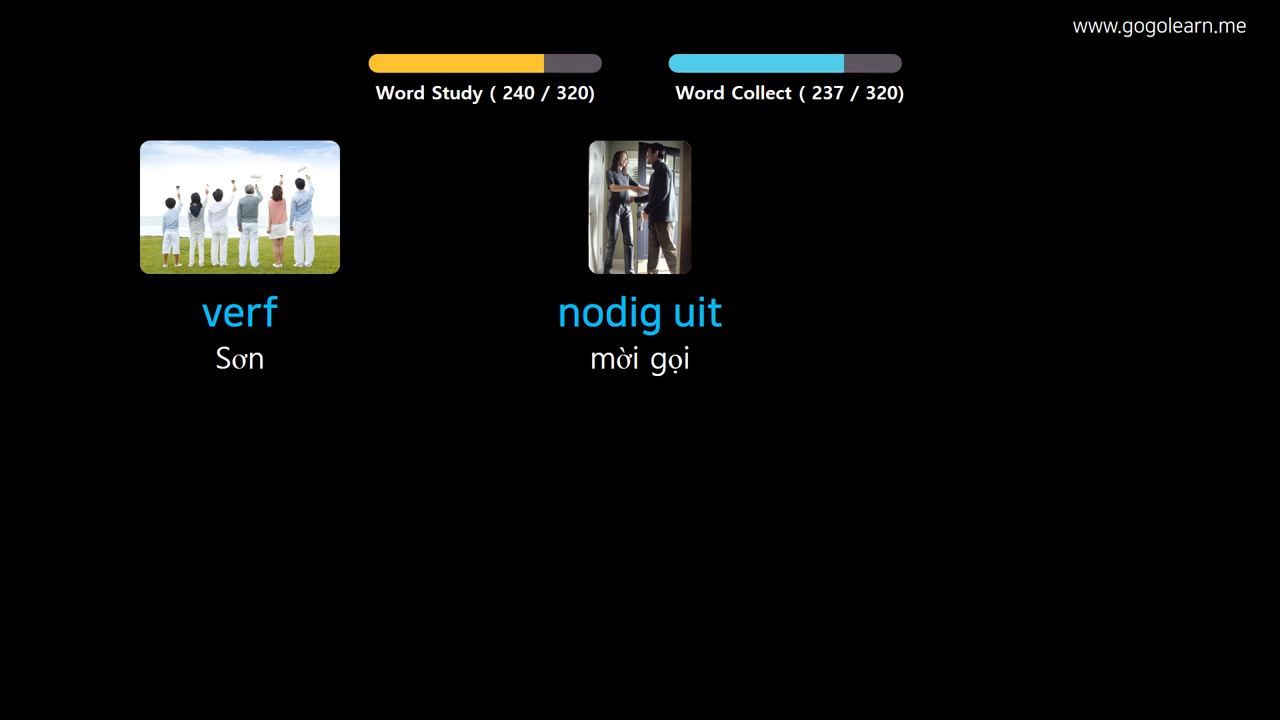 www.gogolearn.me
Word Study ( 240 / 320)
Word Collect ( 237 / 320)
verf
Sơn
nodig uit
mời gọi